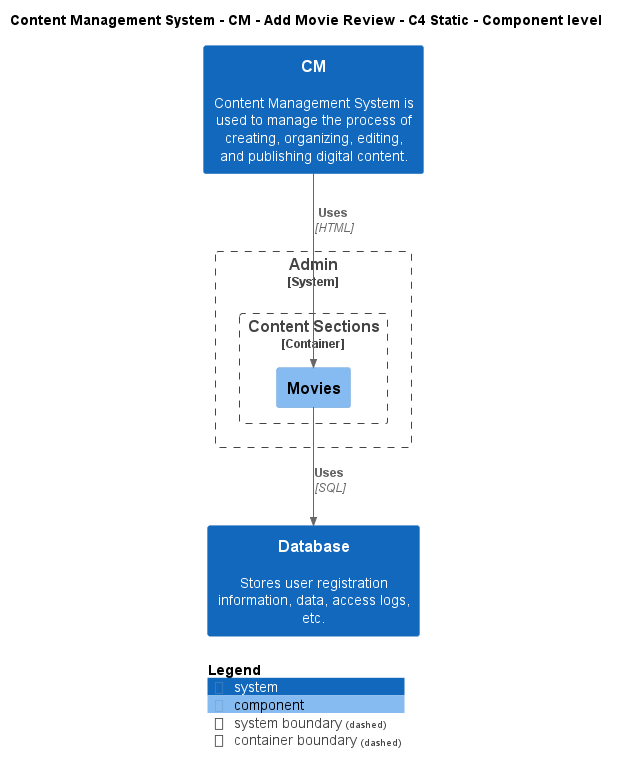 Content Management System - CM - Add Movie Review - C4 Static - Component level
CM
Content Management System is
used to manage the process of
creating, organizing, editing,
and publishing digital content.
Uses
[HTML]
Admin
[System]
Content Sections
[Container]
Movies
Uses
[SQL]
Database
Stores user registration
information, data, access logs,
etc.
Legend
system
component
system boundary (dashed)
container boundary (dashed)